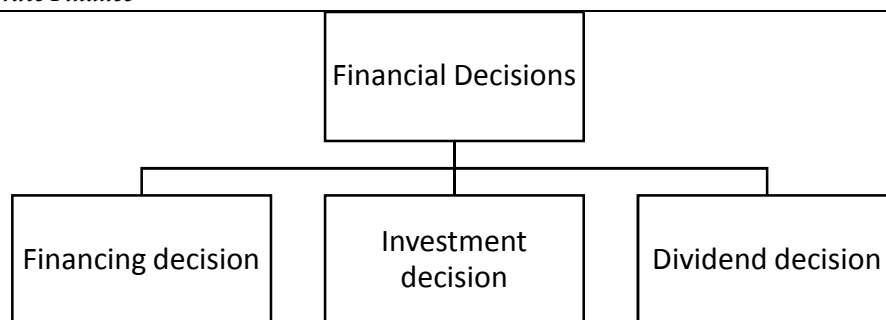 Financial Decisions
Financing decision
Investment
decision
Dividend decision